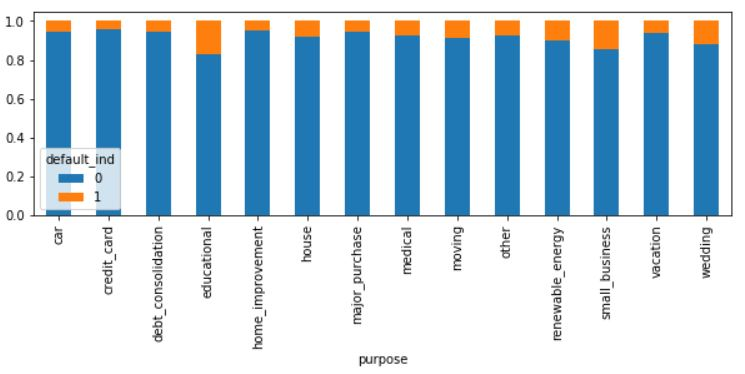 1.0
0.8
0.6
0.4
0.2
0.0
default_ind
0
1
car
credit_card
debt_consolidation
educational
home_improvement
house
major_purchase
medical
moving
other
renewable_energy
small_business
vacation
wedding
purpose